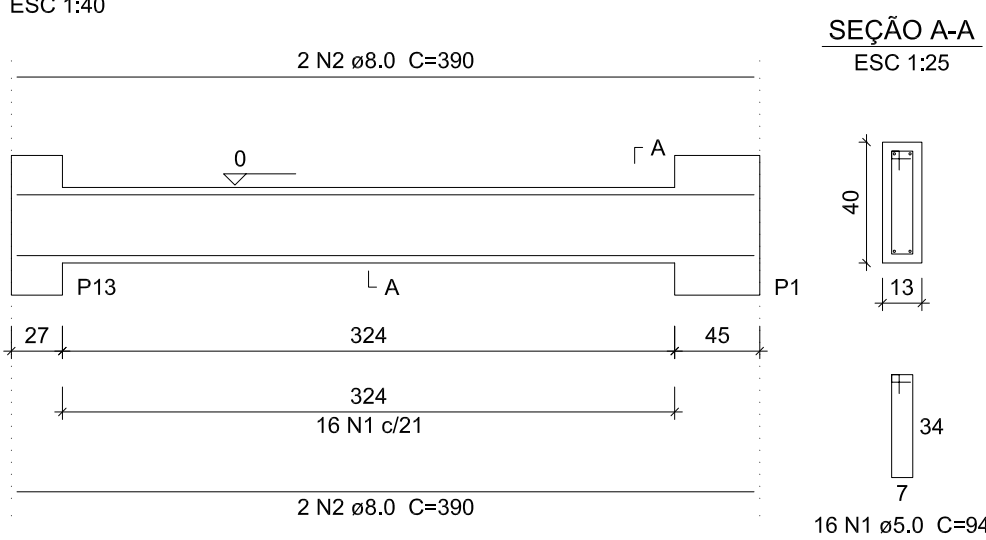 ESC 1:40
SEÇÃO A-A
ESC 1:25
2 N2 ø8.0 C=390
0
A
40
P13
A
P1
13
27
324
45
324
16 N1 c/21
34
7
2 N2 ø8.0 C=390
16 N1 ø5.0 C=94